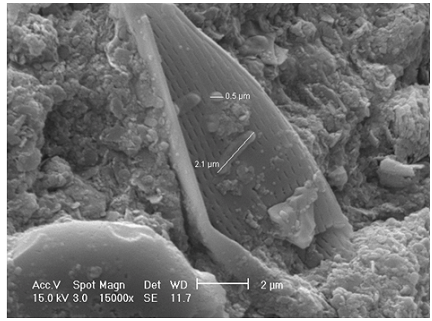 0.5 µm
2.1 µm
Acc.V Spot Magn Det WD
15.0 kV 3.0 15000x SE 11.7 2 µm